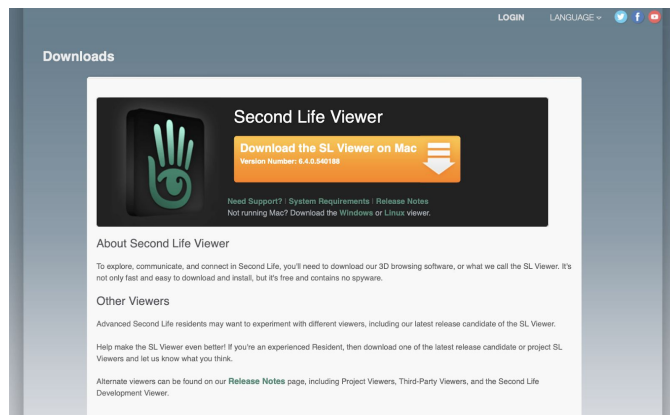 LOGIN LANGUAGE
Downloads
Second Life Viewer
Download the SL Viewer on Mac
Version Number: 6.4.0.540188
Need Support? | System Requirements | Release Notes
Not running Mac? Download the Windows or Linux viewer.
About Second Life Viewer
To explore, communicate, and connect in Second Life, you'll need to download our 3D browsing software, or what we call the SL Viewer. It's
not only fast and easy to download and install, but it's free and contains no spyware.
Other Viewers
Advanced Second Life residents may want to experiment with different viewers, including our latest release candidate of the SL Viewer.
Help make the SL Viewer even better! If you're an experienced Resident, then download one of the latest release candidate or project SL
Viewers and let us know what you think.
Alternate viewers can be found on our Release Notes page, including Project Viewers, Third-Party Viewers, and the Second Life
Development Viewer.